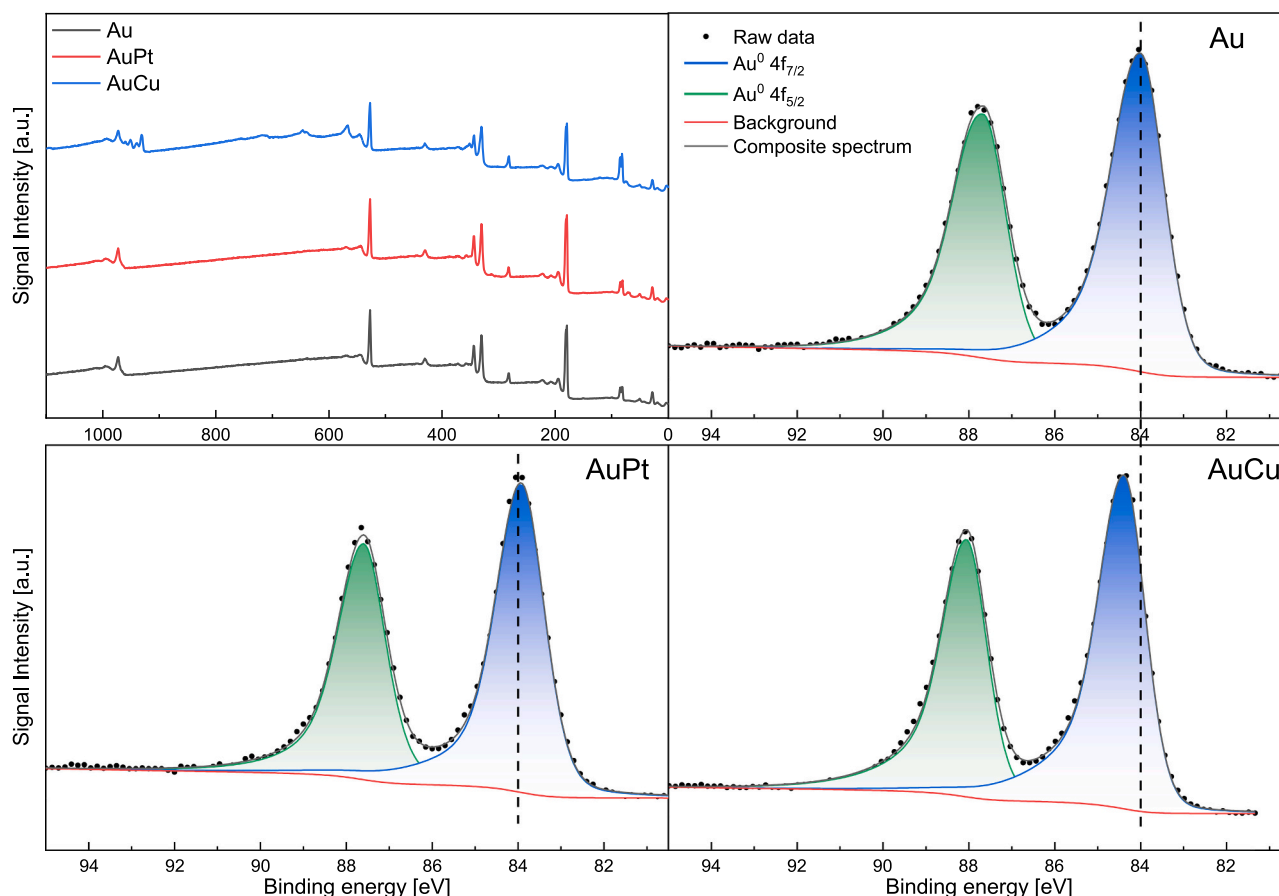 Au
AuPt
AuCu
Signal Intensity [a.u.]
1000 800 600 400 200 0
Raw data
Au⁰ 4f₇/₂
Au⁰ 4f₅/₂
Background
Composite spectrum
Au
94 92 90 88 86 84 82
AuPt
Signal Intensity [a.u.]
94 92 90 88 86 84 82
Binding energy [eV]
AuCu
94 92 90 88 86 84 82
Binding energy [eV]